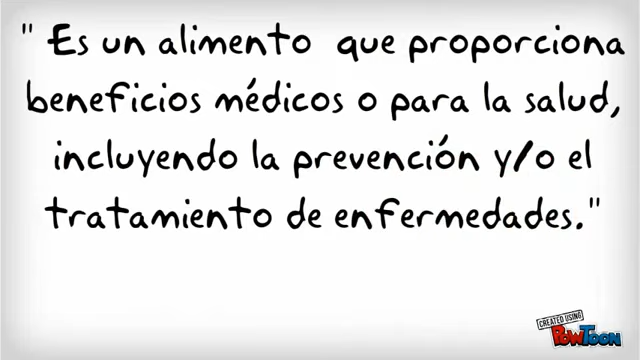 " Es un alimento que proporciona
beneficios médicos o para la salud,
incluyendo la prevención y/o el
tratamiento de enfermedades."
CREATED USING
POWTOON